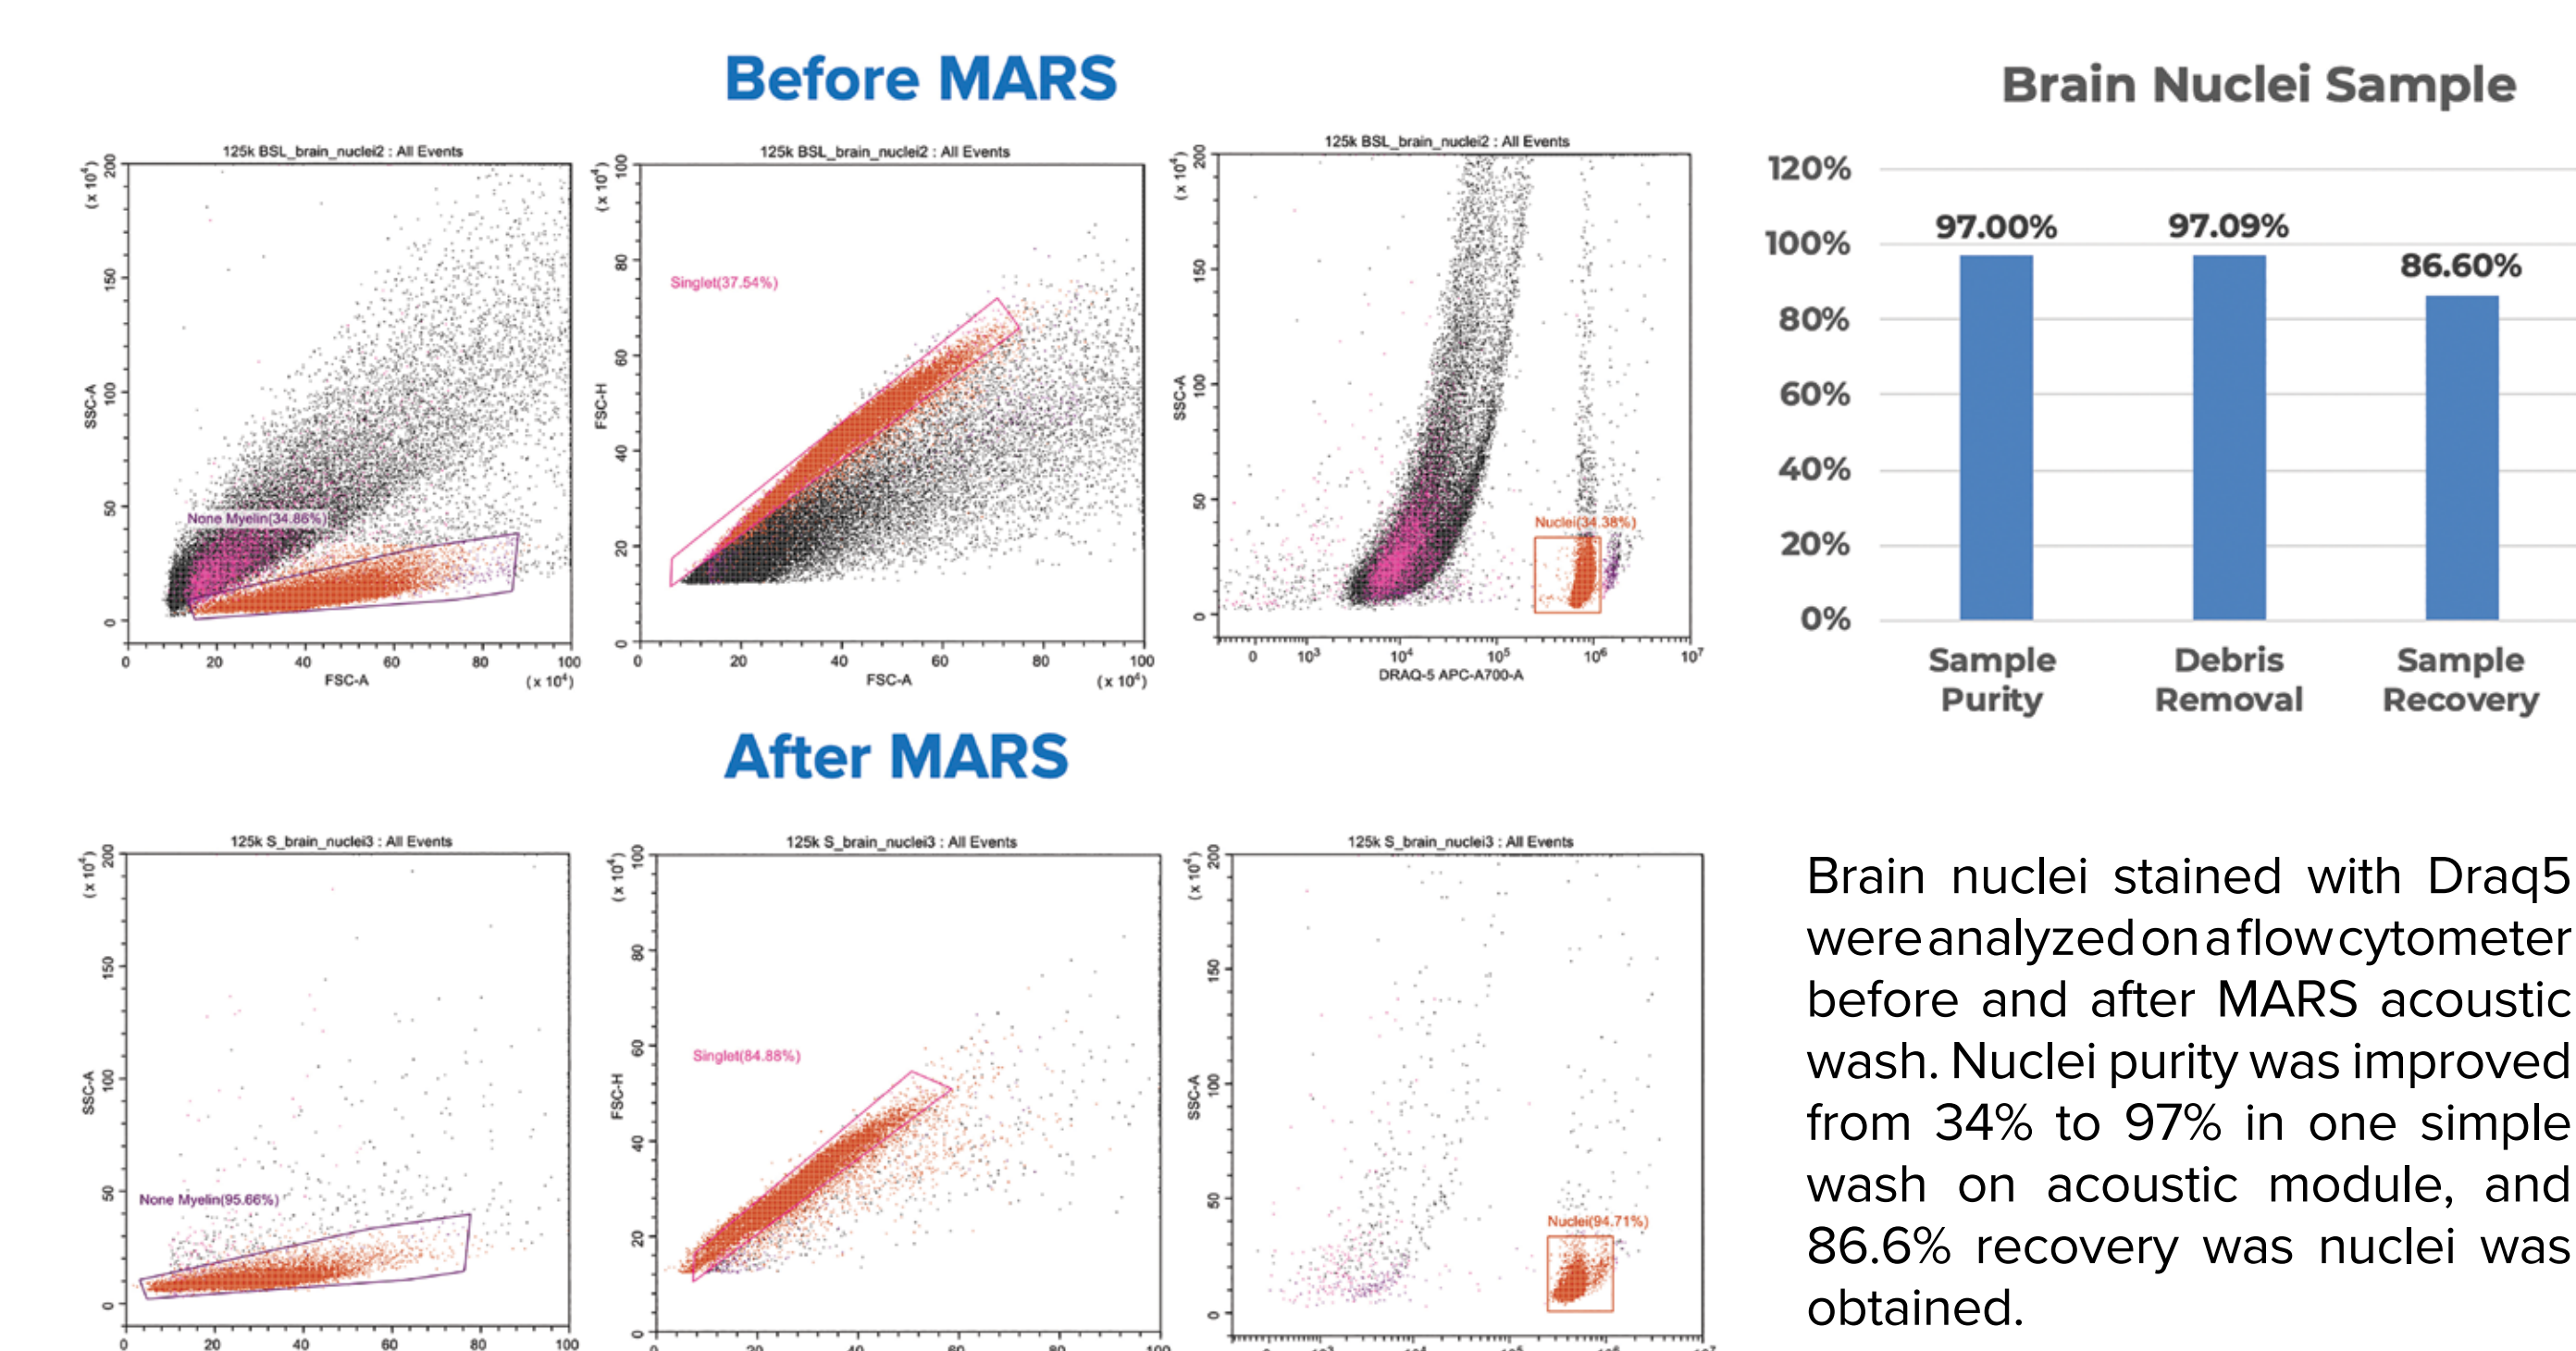 Before MARS
125k BSL_brain_nuclei2 : All Events
(x 10⁴)
200
150
100
50
0
SSC-A
None Myelin(34.86%)
0 20 40 60 80 100
FSC-A (x 10⁴)
125k BSL_brain_nuclei2 : All Events
(x 10⁴)
100
80
60
40
20
0
FSC-H
Singlet(37.54%)
0 20 40 60 80 100
FSC-A (x 10⁴)
125k BSL_brain_nuclei2 : All Events
(x 10⁴)
200
150
100
50
0
SSC-A
Nuclei(34.38%)
0 10³ 10⁴ 10⁵ 10⁶ 10⁷
DRAQ-5 APC-A700-A
Brain Nuclei Sample
120%
100%
80%
60%
40%
20%
0%
97.00%
97.09%
86.60%
Sample
Purity
Debris
Removal
Sample
Recovery
After MARS
125k S_brain_nuclei3 : All Events
(x 10⁴)
200
150
100
50
0
SSC-A
None Myelin(95.66%)
0 20 40 60 80 100
125k S_brain_nuclei3 : All Events
(x 10⁴)
100
80
60
40
20
0
FSC-H
Singlet(84.88%)
0 20 40 60 80 100
125k S_brain_nuclei3 : All Events
(x 10⁴)
200
150
100
50
0
SSC-A
Nuclei(94.71%)
0 10³ 10⁴ 10⁵ 10⁶ 10⁷
Brain nuclei stained with Draq5
were analyzed on a flow cytometer
before and after MARS acoustic
wash. Nuclei purity was improved
from 34% to 97% in one simple
wash on acoustic module, and
86.6% recovery was nuclei was
obtained.